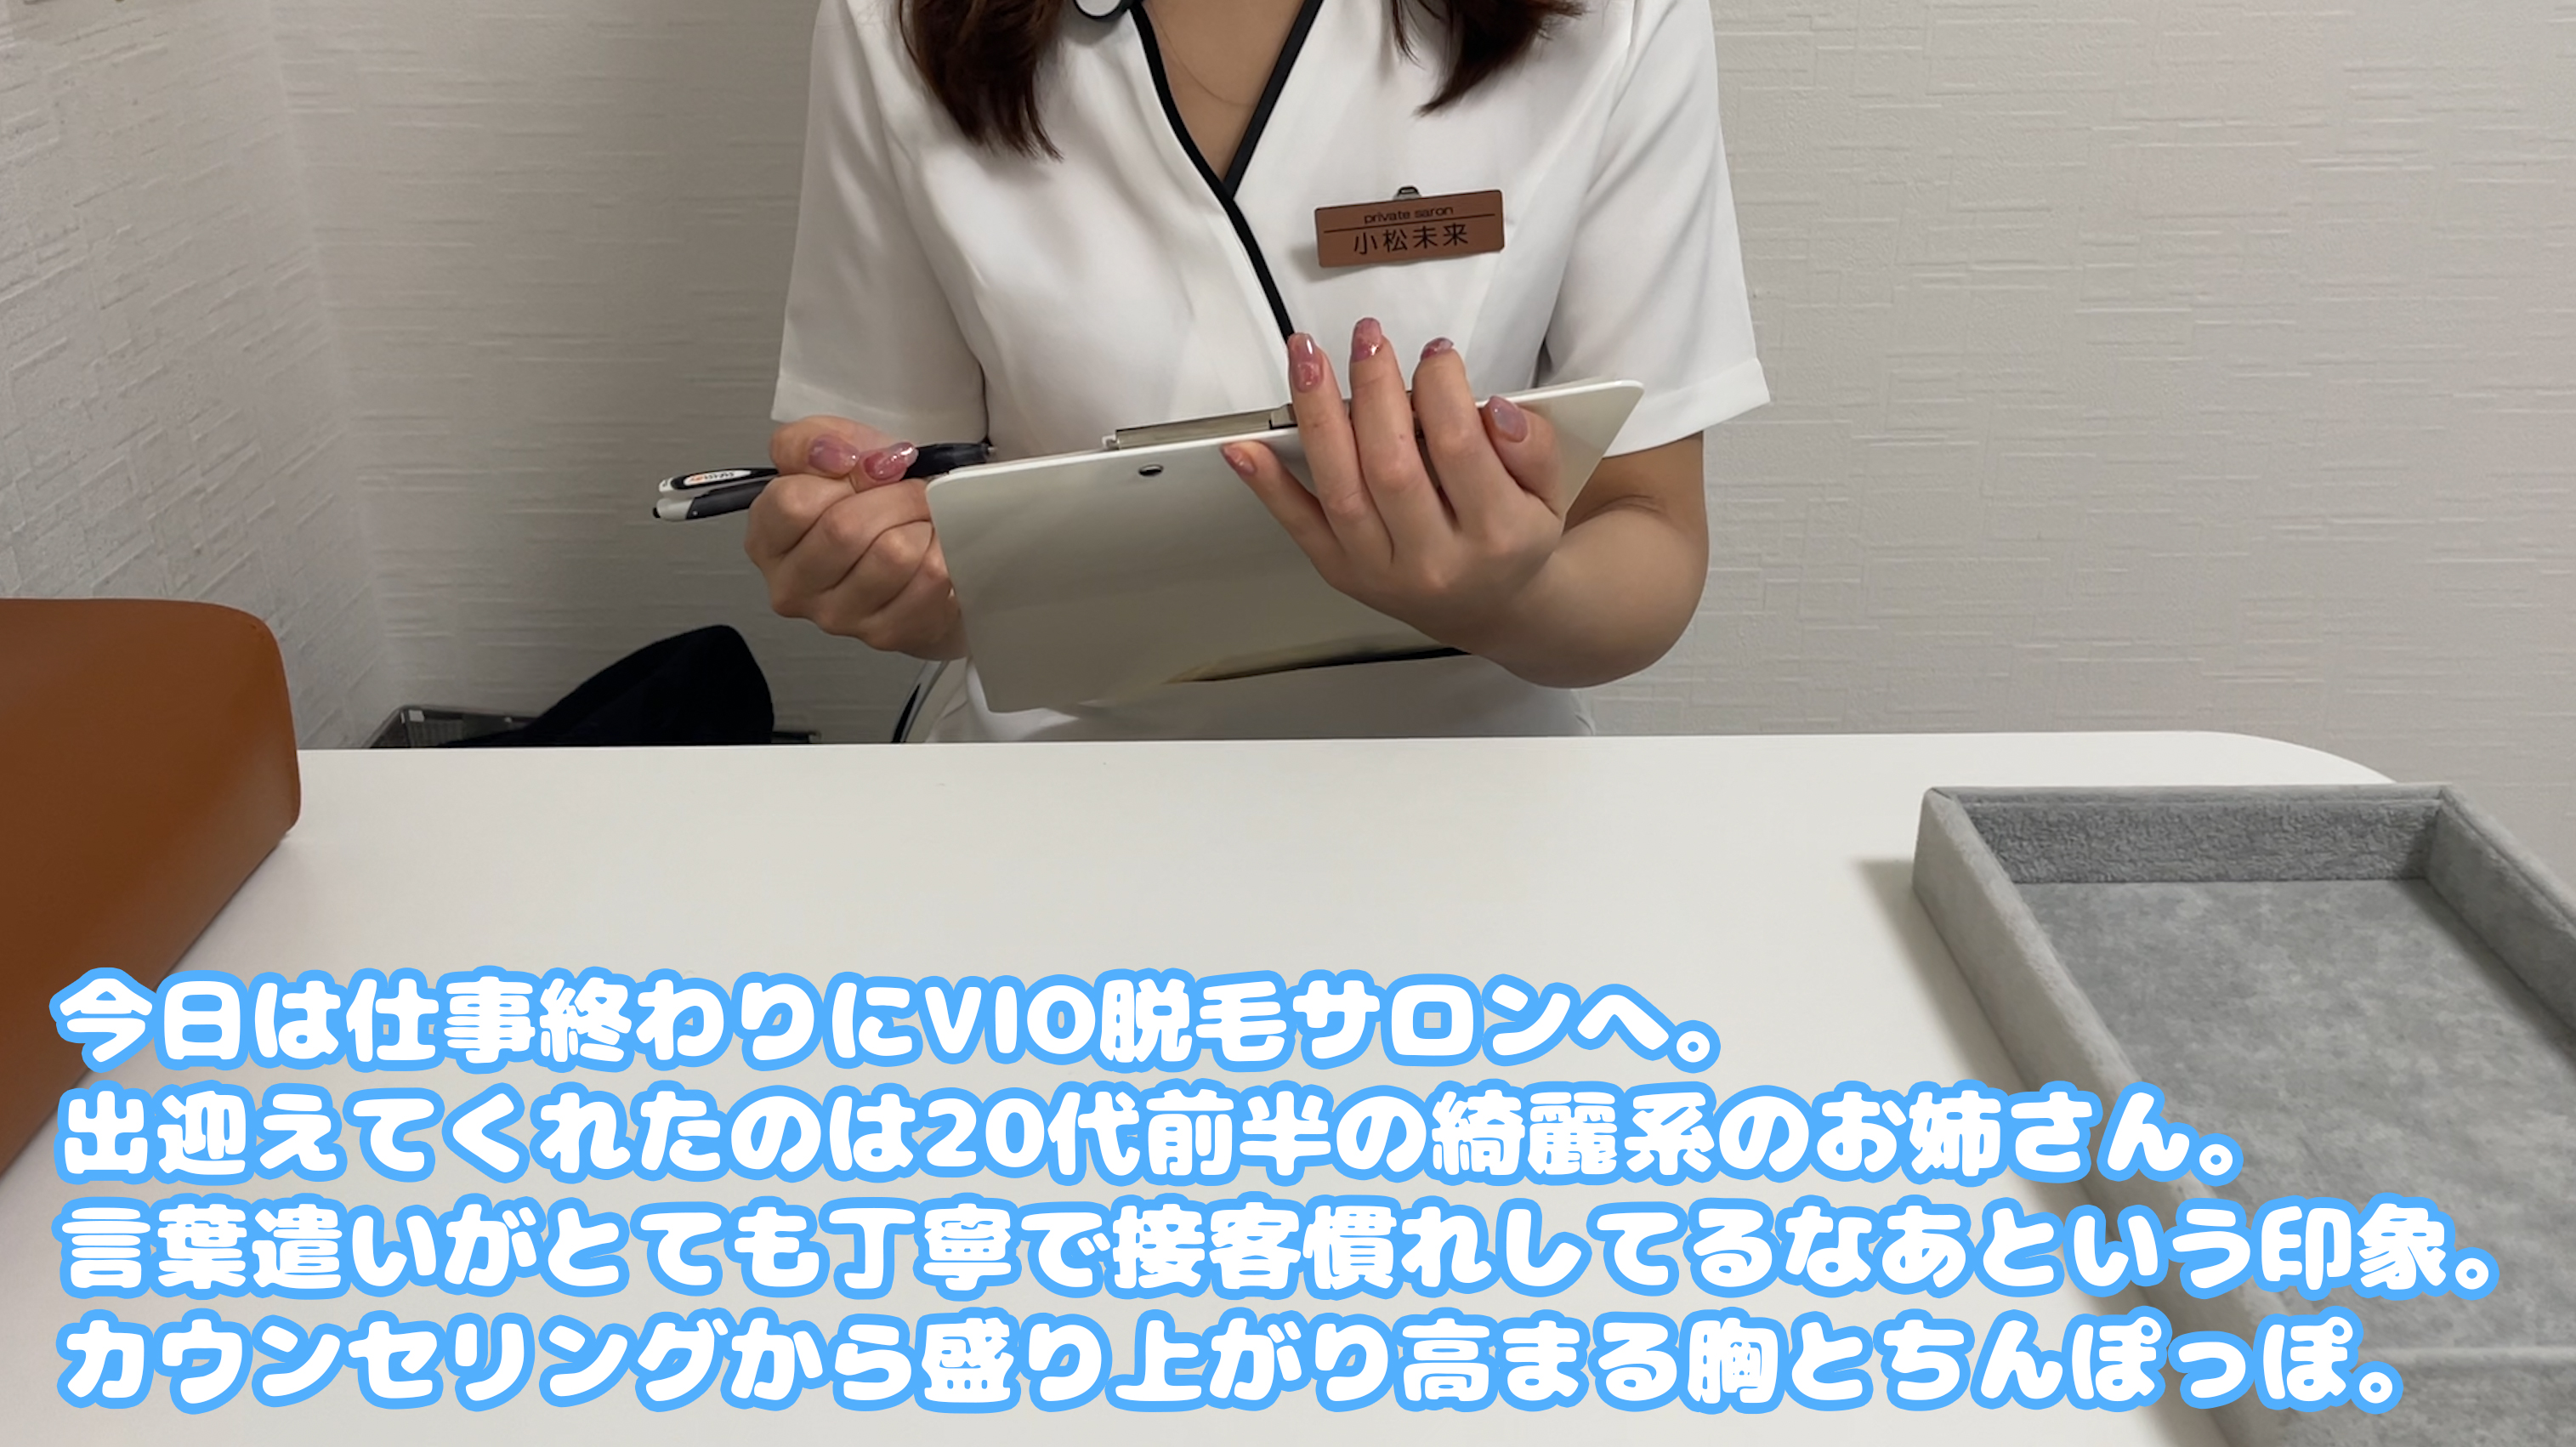 private saron
小松未来
今日は仕事終わりにVIO脱毛サロンへ。
出迎えてくれたのは20代前半の綺麗系のお姉さん。
言葉遣いがとても丁寧で接客慣れしてるなあという印象。
カウンセリングから盛り上がり高まる胸とちんぽっぽ。